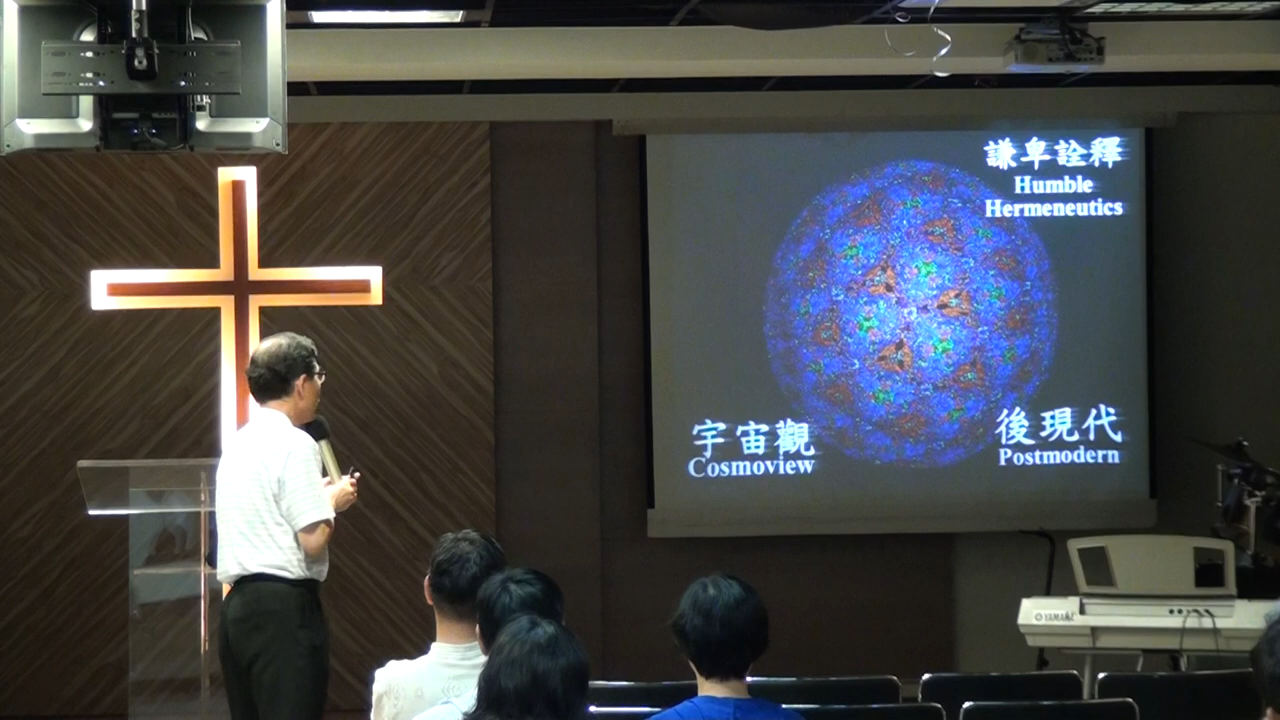 謙卑詮釋
Humble
Hermeneutics
宇宙觀
Cosmoview
後現代
Postmodern
YAMAHA